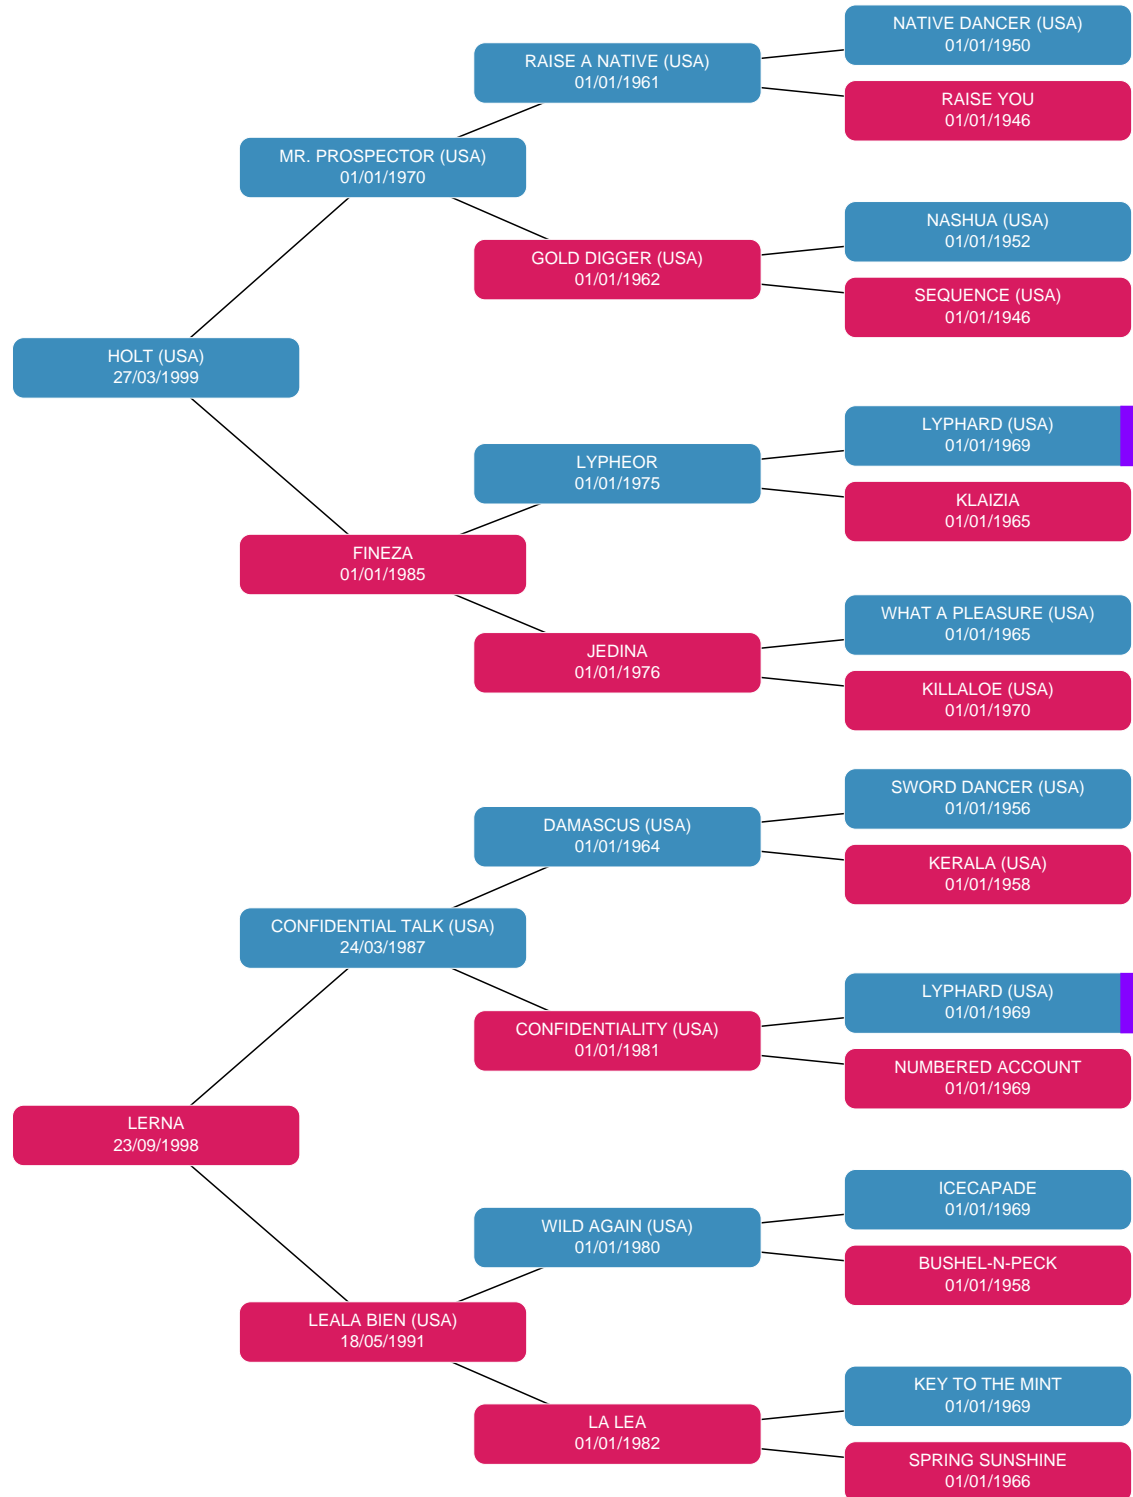 NATIVE DANCER (USA)
01/01/1950
RAISE A NATIVE (USA)
01/01/1961
RAISE YOU
01/01/1946
MR. PROSPECTOR (USA)
01/01/1970
NASHUA (USA)
01/01/1952
GOLD DIGGER (USA)
01/01/1962
SEQUENCE (USA)
01/01/1946
HOLT (USA)
27/03/1999
LYPHARD (USA)
01/01/1969
LYPHEOR
01/01/1975
KLAIZIA
01/01/1965
FINEZA
01/01/1985
WHAT A PLEASURE (USA)
01/01/1965
JEDINA
01/01/1976
KILLALOE (USA)
01/01/1970
SWORD DANCER (USA)
01/01/1956
DAMASCUS (USA)
01/01/1964
KERALA (USA)
01/01/1958
CONFIDENTIAL TALK (USA)
24/03/1987
LYPHARD (USA)
01/01/1969
CONFIDENTIALITY (USA)
01/01/1981
NUMBERED ACCOUNT
01/01/1969
LERNA
23/09/1998
ICECAPADE
01/01/1969
WILD AGAIN (USA)
01/01/1980
BUSHEL-N-PECK
01/01/1958
LEALA BIEN (USA)
18/05/1991
KEY TO THE MINT
01/01/1969
LA LEA
01/01/1982
SPRING SUNSHINE
01/01/1966